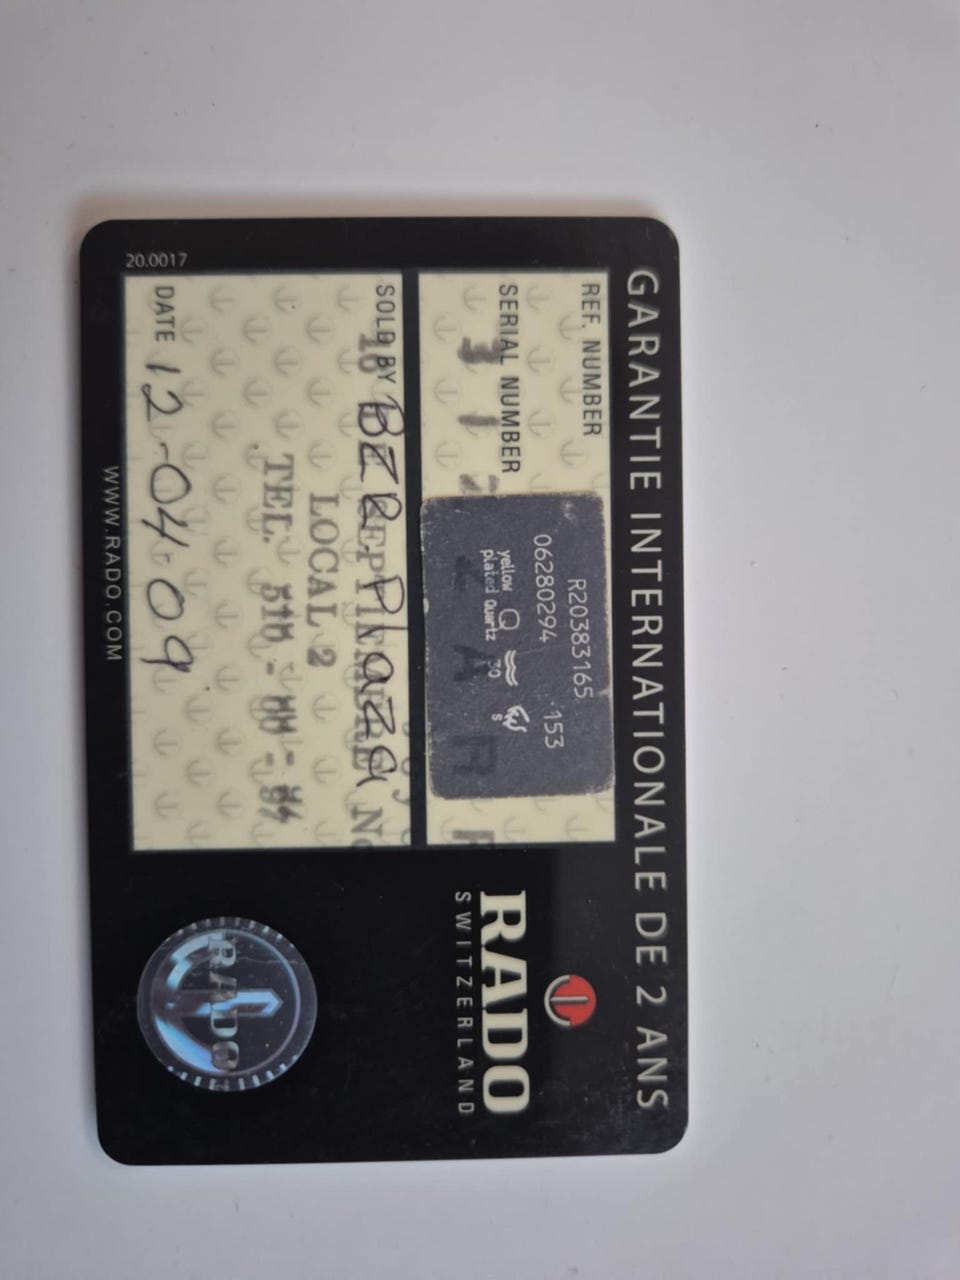 GARANTIE INTERNATIONALE DE 2 ANS
REF. NUMBER
R20383165
SERIAL NUMBER
06280294 153
yellow Q 30 S
plated Quartz
RADO
SWITZERLAND
SOLD BY
Plaza
LOCAL 2
TEL.
DATE 12-04-09
RADO
20.0017
WWW.RADO.COM